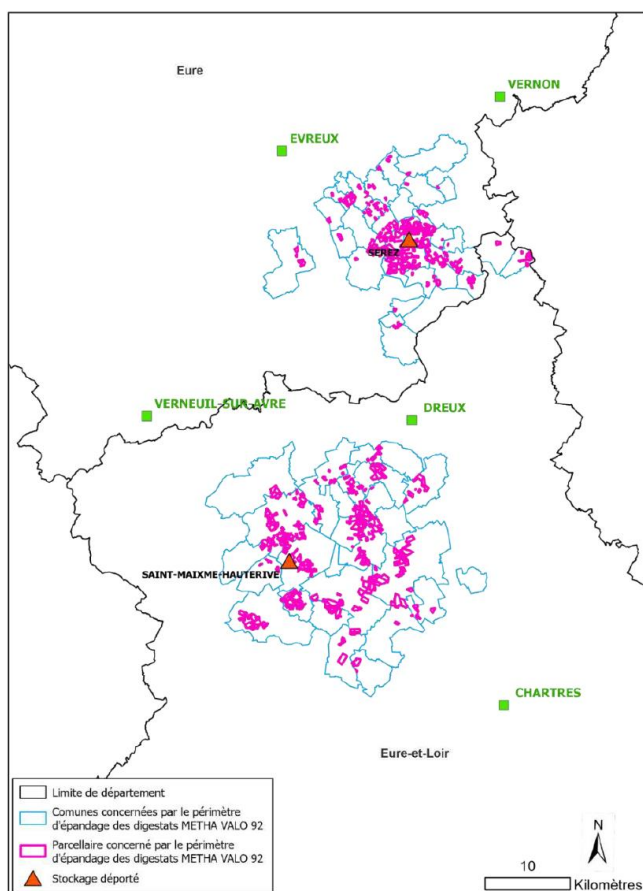 Eure
VERNON
EVREUX
SEREZ
VERNEUIL-SUR-AVRE
DREUX
SAINT-MAIXME-HAUTERIVE
CHARTRES
Eure-et-Loir
Limite de département
Comunes concernées par le périmètre
d'épandage des digestats METHA VALO 92
Parcellaire concerné par le périmètre
d'épandage des digestats METHA VALO 92
Stockage déporté
N
10
Kilomètres